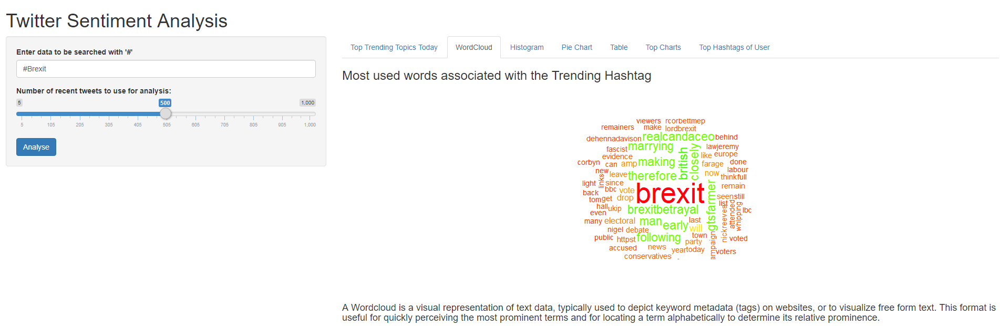 Twitter Sentiment Analysis
Enter data to be searched with '#'
#Brexit
Number of recent tweets to use for analysis:
5 500 1,000
5 105 205 305 405 505 605 705 805 905 1,000
Analyse
Top Trending Topics Today WordCloud Histogram Pie Chart Table Top Charts Top Hashtags of User
Most used words associated with the Trending Hashtag
viewers rcorbettmep
remainers make lordbrexit
dehennadavison realcandaceo behind
fascist marrying british closely lawjeremy
evidence like europe
corbyn can amp making farage done
new leave therefore now labour
links thinkfull
light since brexit gtsfarmer remain
back bbc vote
tom get drop seen still
hall ukip brexitbetrayal list attended whipping lbc
even nickreeves
many electoral man early last
nigel debate will
public httpst following town voted
accused news party
year today voters
conservatives
A Wordcloud is a visual representation of text data, typically used to depict keyword metadata (tags) on websites, or to visualize free form text. This format is
useful for quickly perceiving the most prominent terms and for locating a term alphabetically to determine its relative prominence.